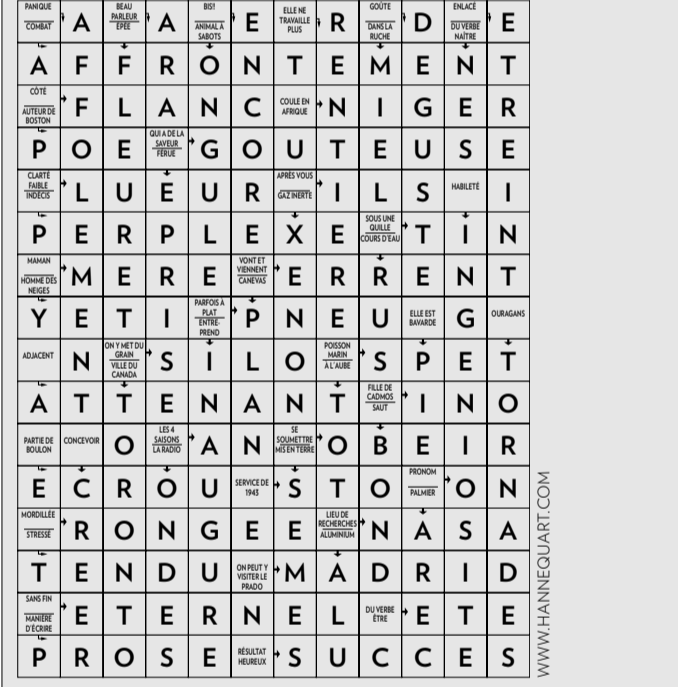 PANIQUE COMBAT A BEAU PARLEUR ÉPÉE A BIS! ANIMAL À SABOTS E ELLE NE TRAVAILLE PLUS R GOÛTE DANS LA RUCHE D ENLACÉ DU VERBE NAÎTRE E
A F F R O N T E M E N T
CÔTÉ AUTEUR DE BOSTON F L A N C COULE EN AFRIQUE N I G E R
P O E QUI A DE LA SAVEUR FÉRUE G O U T E U S E
CLARTÉ FAIBLE INDÉCIS L U E U R APRÈS VOUS GAZ INERTE I L S HABILETÉ I
P E R P L E X E SOUS UNE QUILLE COURS D'EAU T I N
MAMAN HOMME DES NEIGES M E R E VONT ET VIENNENT CANEVAS E R R E N T
Y E T I PARFOIS À PLAT ENTRE-PREND P N E U ELLE EST BAVARDE G OURAGANS
ADJACENT N ON Y MET DU GRAIN VILLE DU CANADA S I L O POISSON MARIN À L'AUBE S P E T
A T T E N A N T FILLE DE CADMOS SAUT I N O
PARTIE DE BOULON CONCEVOIR O LES 4 SAISONS LA RADIO A N SE SOUMETTRE MIS EN TERRE O B E I R
E C R O U SERVICE DE 1943 S T O PRONOM PALMIER O N
MORDILLÉE STRESSÉ R O N G E E LIEU DE RECHERCHES ALUMINIUM N A S A
T E N D U ON PEUT Y VISITER LE PRADO M A D R I D
SANS FIN MANIÈRE D'ÉCRIRE E T E R N E L DU VERBE ÊTRE E T E
P R O S E RÉSULTAT HEUREUX S U C C E S
WWW.HANNEQUART.COM